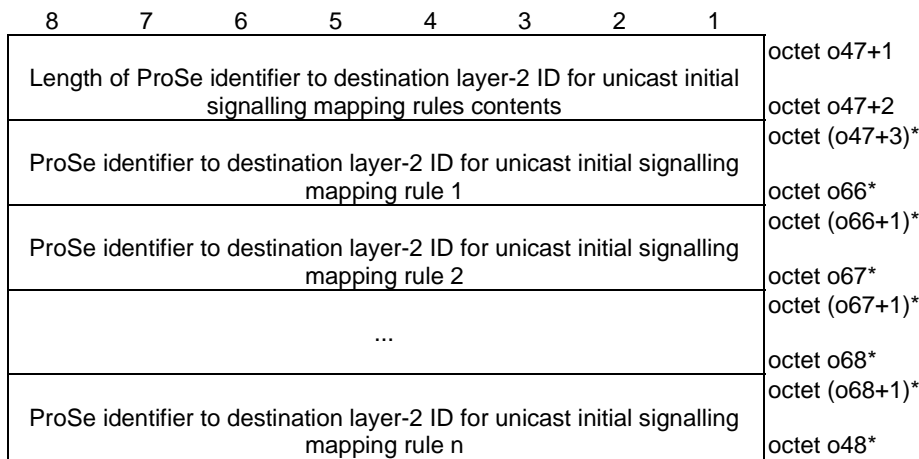 8 7 6 5 4 3 2 1
octet o47+1
Length of ProSe identifier to destination layer-2 ID for unicast initial
signalling mapping rules contents
octet o47+2
octet (o47+3)*
ProSe identifier to destination layer-2 ID for unicast initial signalling
mapping rule 1
octet o66*
octet (o66+1)*
ProSe identifier to destination layer-2 ID for unicast initial signalling
mapping rule 2
octet o67*
octet (o67+1)*
...
octet o68*
octet (o68+1)*
ProSe identifier to destination layer-2 ID for unicast initial signalling
mapping rule n
octet o48*